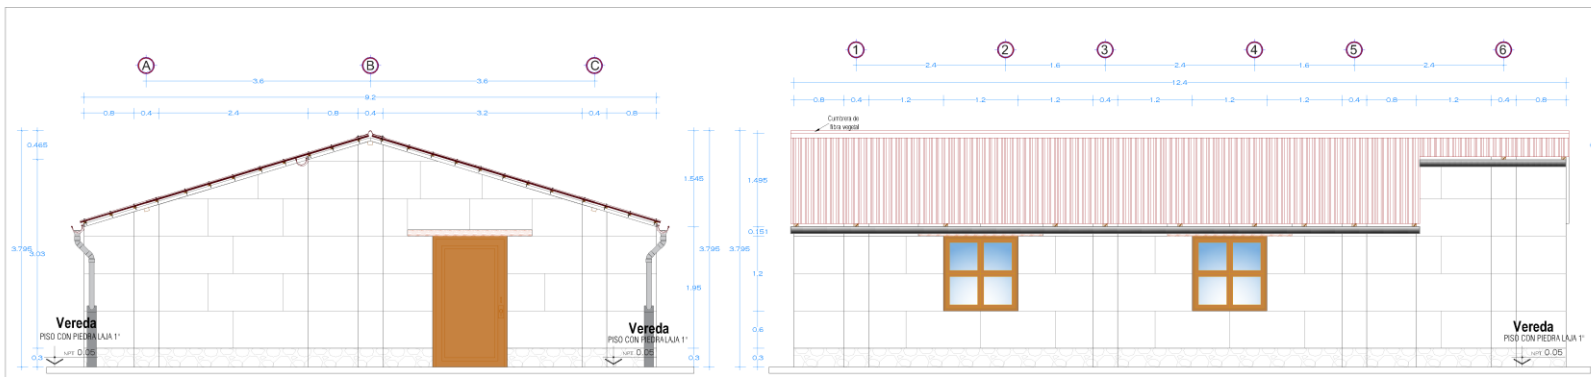 A B C
3.6 3.6
9.2
0.8 0.4 2.4 0.8 0.4 3.2 0.4 0.8
0.465
3.795
3.03
0.3
1.545
3.795
1.95
0.3
Vereda
PISO CON PIEDRA LAJA 1"
NPT 0.05
Vereda
PISO CON PIEDRA LAJA 1"
NPT 0.05
1 2 3 4 5 6
2.4 1.6 2.4 1.6 2.4
12.4
0.8 0.4 1.2 1.2 1.2 0.4 1.2 1.2 1.2 0.4 0.8 1.2 0.4 0.8
Cumbrera de
fibra vegetal
3.795
1.495
0.151
1.2
0.6
0.3
Vereda
PISO CON PIEDRA LAJA 1"
NPT 0.05